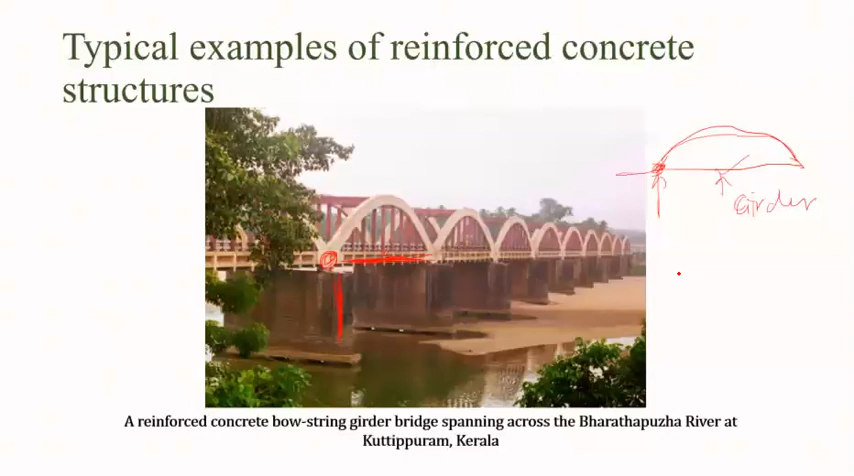 Typical examples of reinforced concrete
structures
Girder
A reinforced concrete bow-string girder bridge spanning across the Bharathapuzha River at
Kuttippuram, Kerala